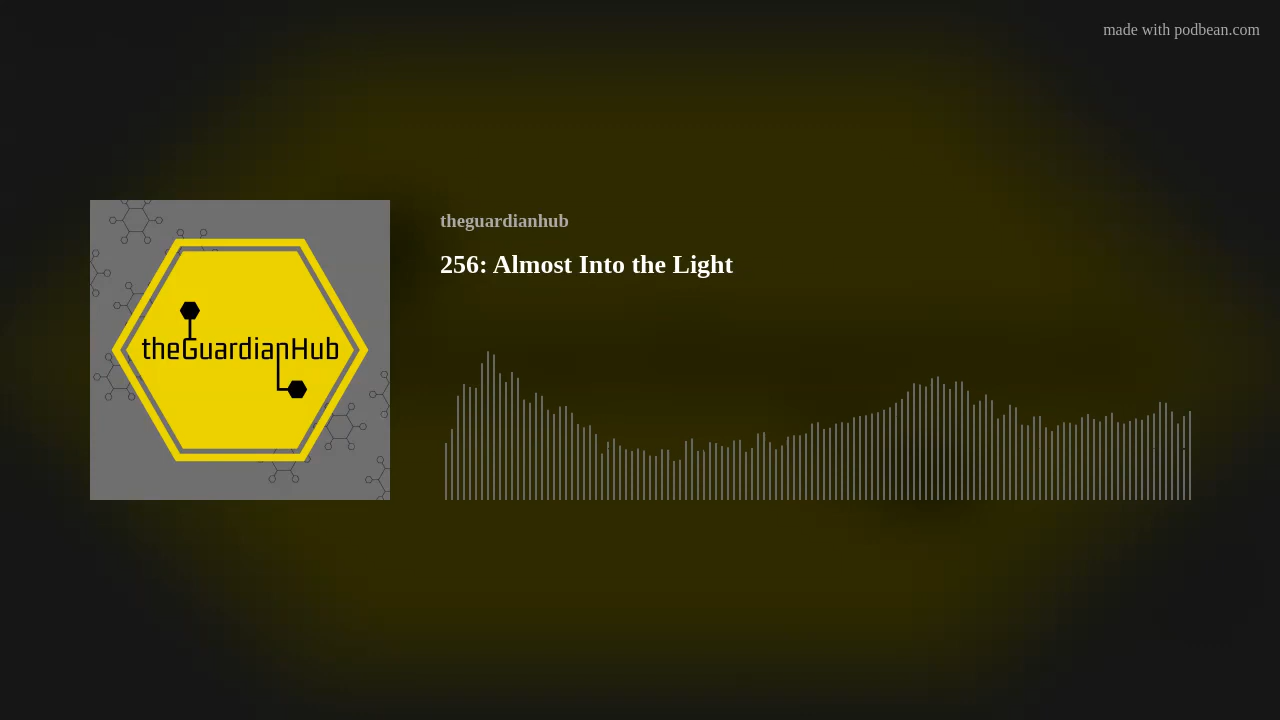 made with podbean.com
theguardianhub
256: Almost Into the Light
theGuardianHub